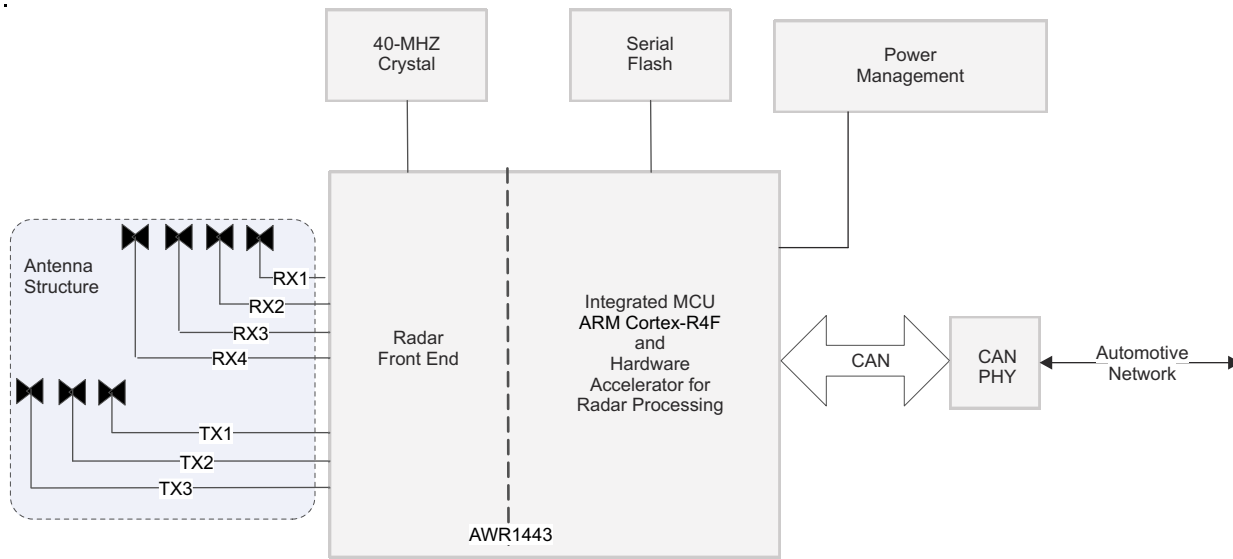 .
40-MHZ
Crystal
Serial
Flash
Power
Management
Antenna
Structure
RX1
RX2
RX3
RX4
TX1
TX2
TX3
Radar
Front End
Integrated MCU
ARM Cortex-R4F
and
Hardware
Accelerator for
Radar Processing
CAN
CAN
PHY
Automotive
Network
AWR1443